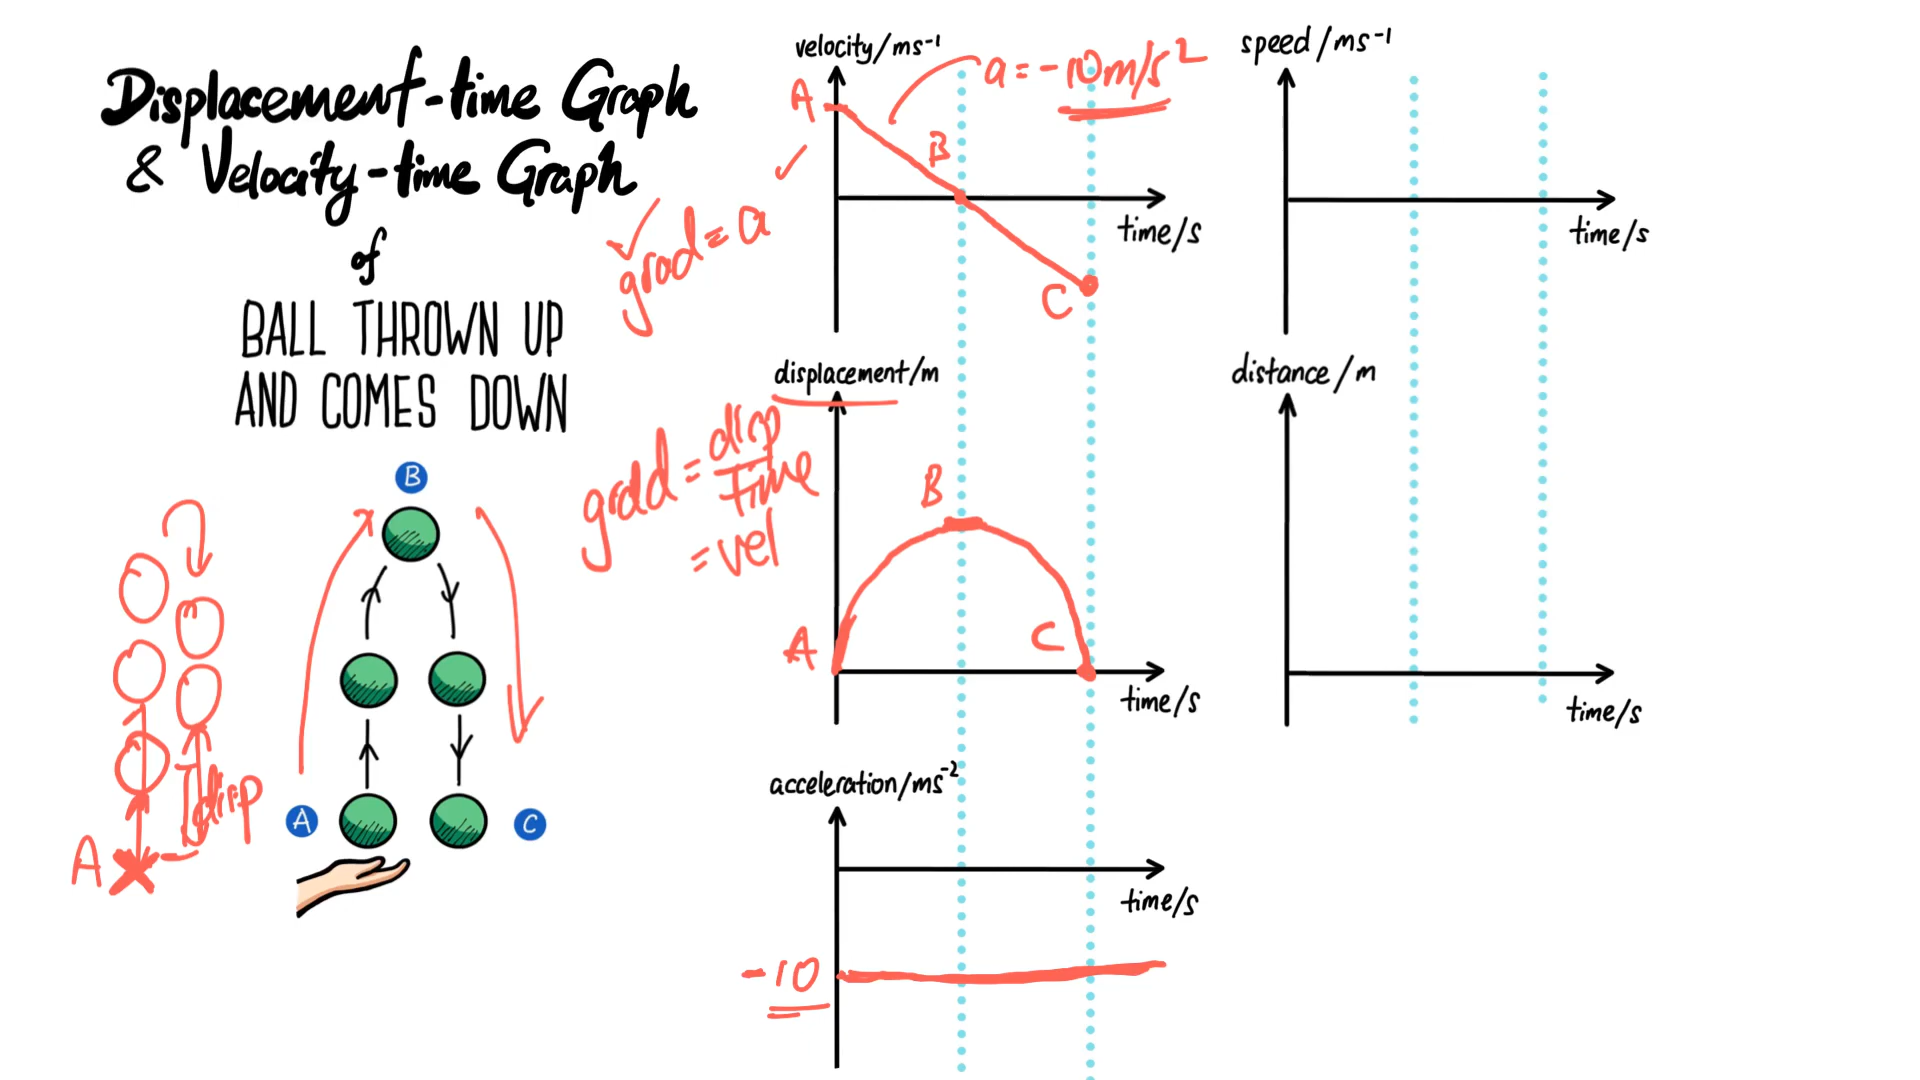 Displacement-time Graph
& Velocity-time Graph
of
BALL THROWN UP
AND COMES DOWN
B
A
C
A
disp
velocity/ms⁻¹
a = -10m/s²
A
B
C
time/s
grad = a
displacement/m
grad = disp
time
= vel
B
A
C
time/s
acceleration/ms⁻²
time/s
-10
speed/ms⁻¹
time/s
distance/m
time/s